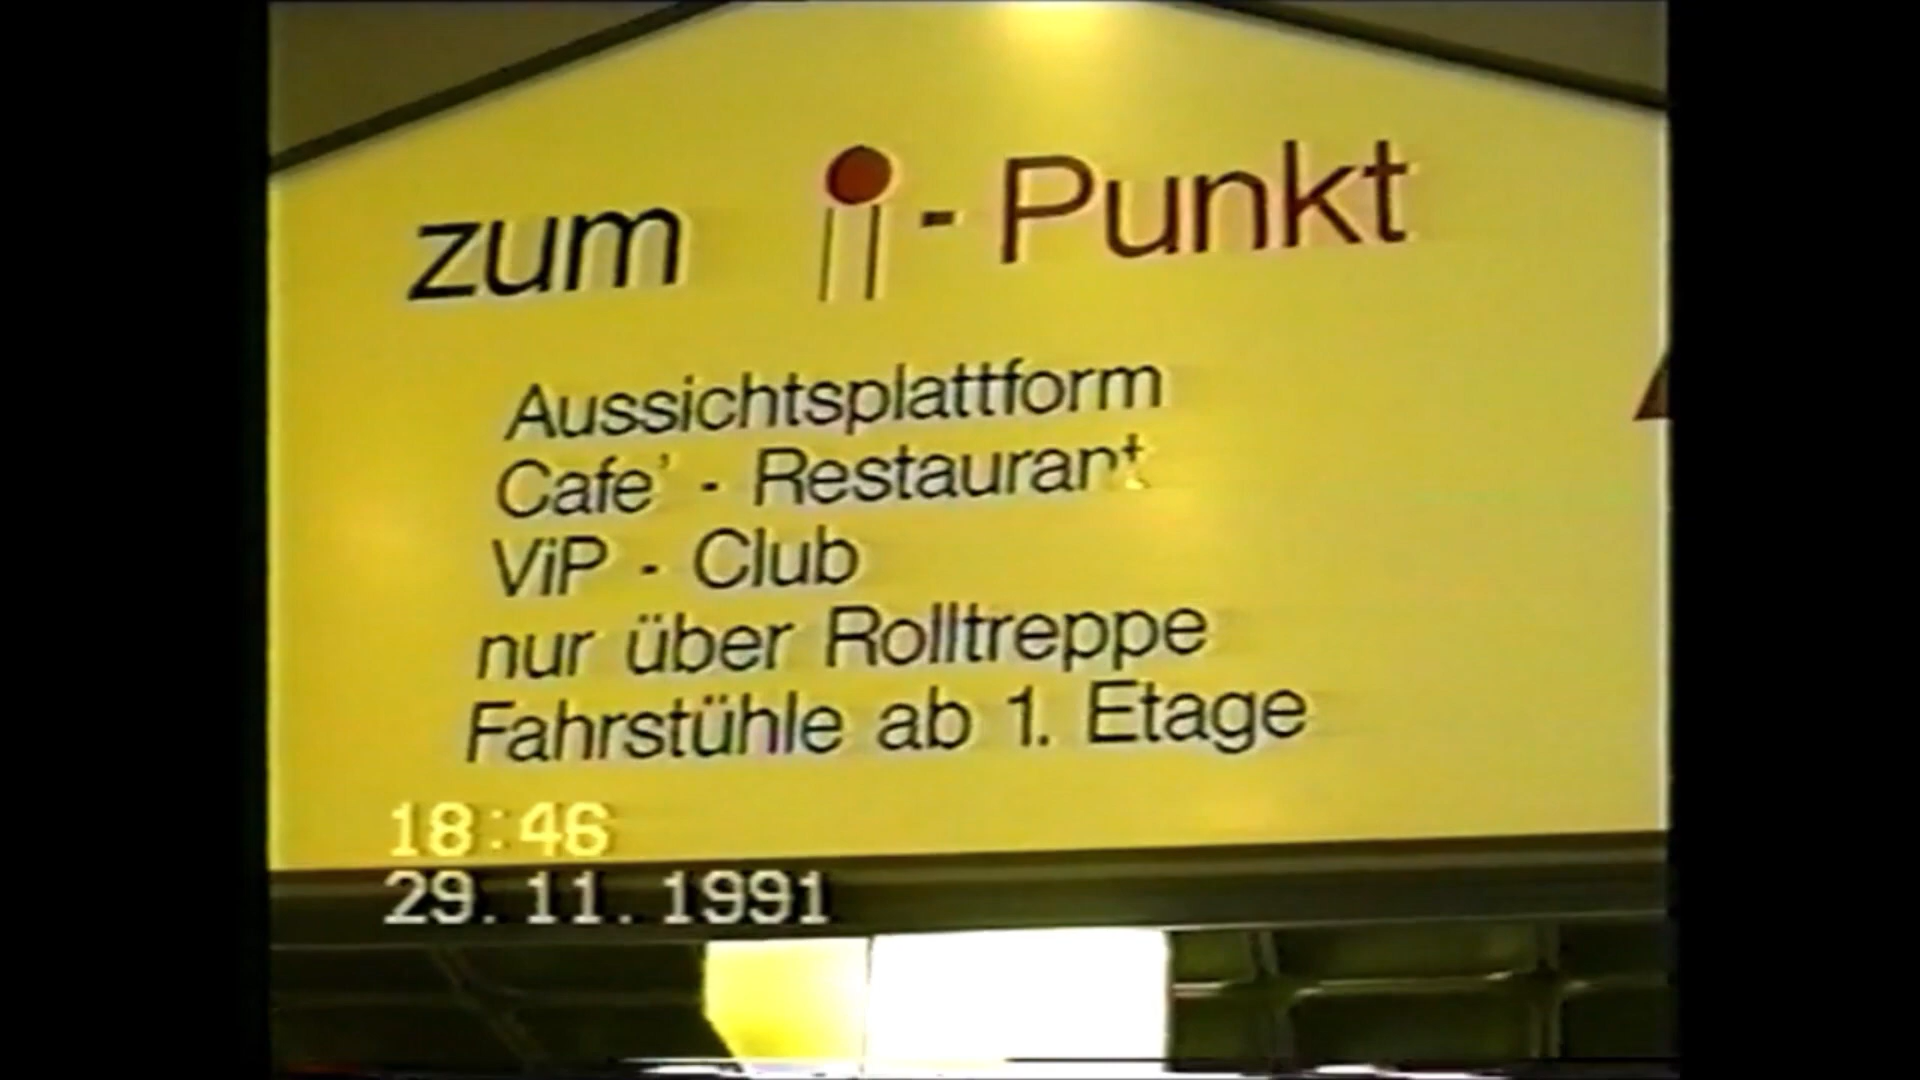 zum i-Punkt
Aussichtsplattform
Cafe' - Restaurant
ViP - Club
nur über Rolltreppe
Fahrstühle ab 1. Etage
18:46
29.11.1991